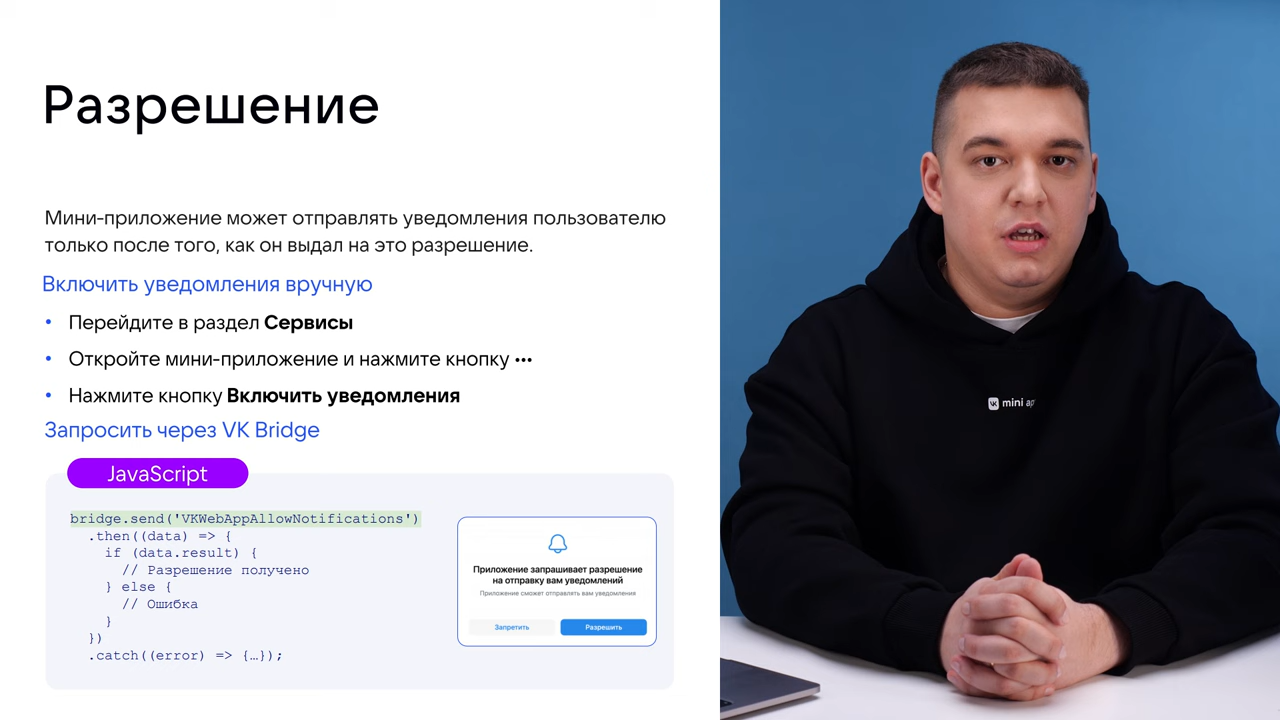 Разрешение
Мини-приложение может отправлять уведомления пользователю
только после того, как он выдал на это разрешение.
Включить уведомления вручную
• Перейдите в раздел Сервисы
• Откройте мини-приложение и нажмите кнопку •••
• Нажмите кнопку Включить уведомления
Запросить через VK Bridge
JavaScript
bridge.send('VKWebAppAllowNotifications')
.then((data) => {
if (data.result) {
// Разрешение получено
} else {
// Ошибка
}
})
.catch((error) => {…});
Приложение запрашивает разрешение
на отправку вам уведомлений
Приложение сможет отправлять вам уведомления
Запретить
Разрешить
VK mini ap